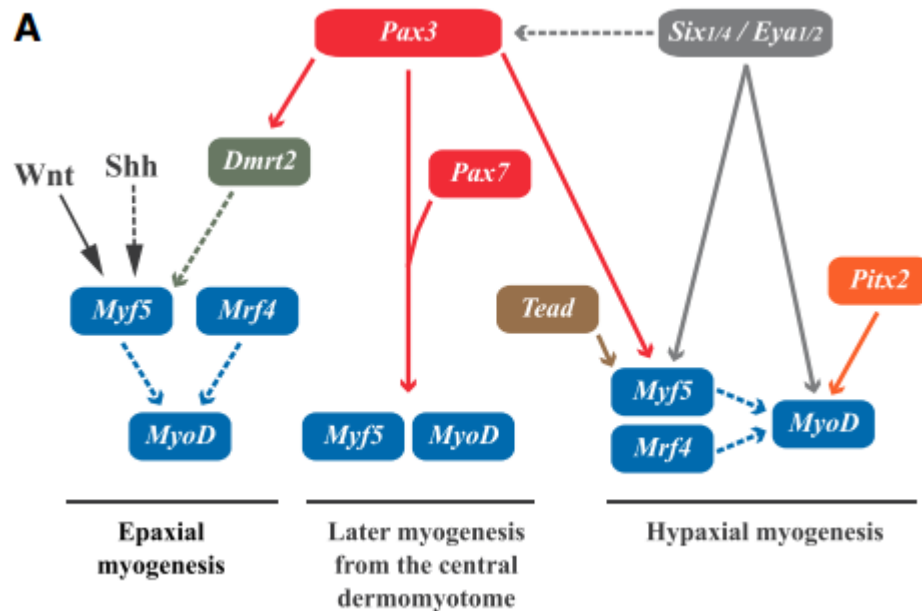 A
Pax3
Six1/4 / Eya1/2
Dmrt2
Wnt
Shh
Pax7
Pitx2
Myf5
Mrf4
Tead
MyoD
Myf5
MyoD
Myf5
MyoD
Mrf4
Epaxial
myogenesis
Later myogenesis
from the central
dermomyotome
Hypaxial myogenesis